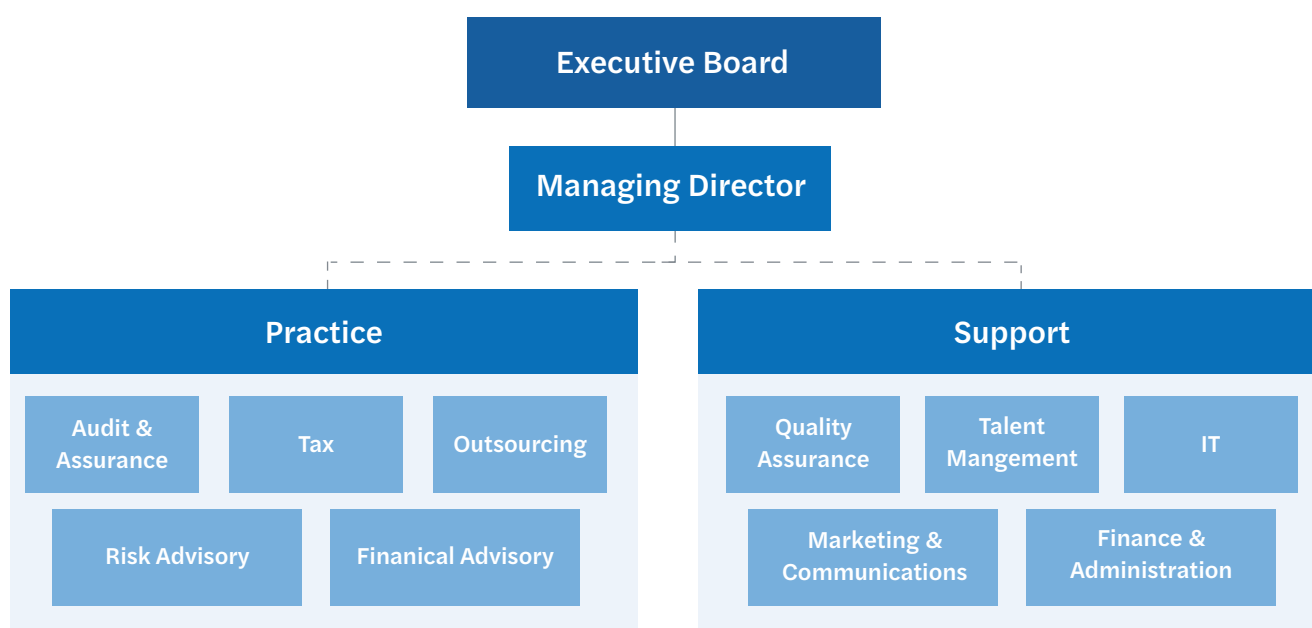 Executive Board
Managing Director
Practice
Audit &
Assurance
Tax
Outsourcing
Risk Advisory
Finanical Advisory
Support
Quality
Assurance
Talent
Mangement
IT
Marketing &
Communications
Finance &
Administration